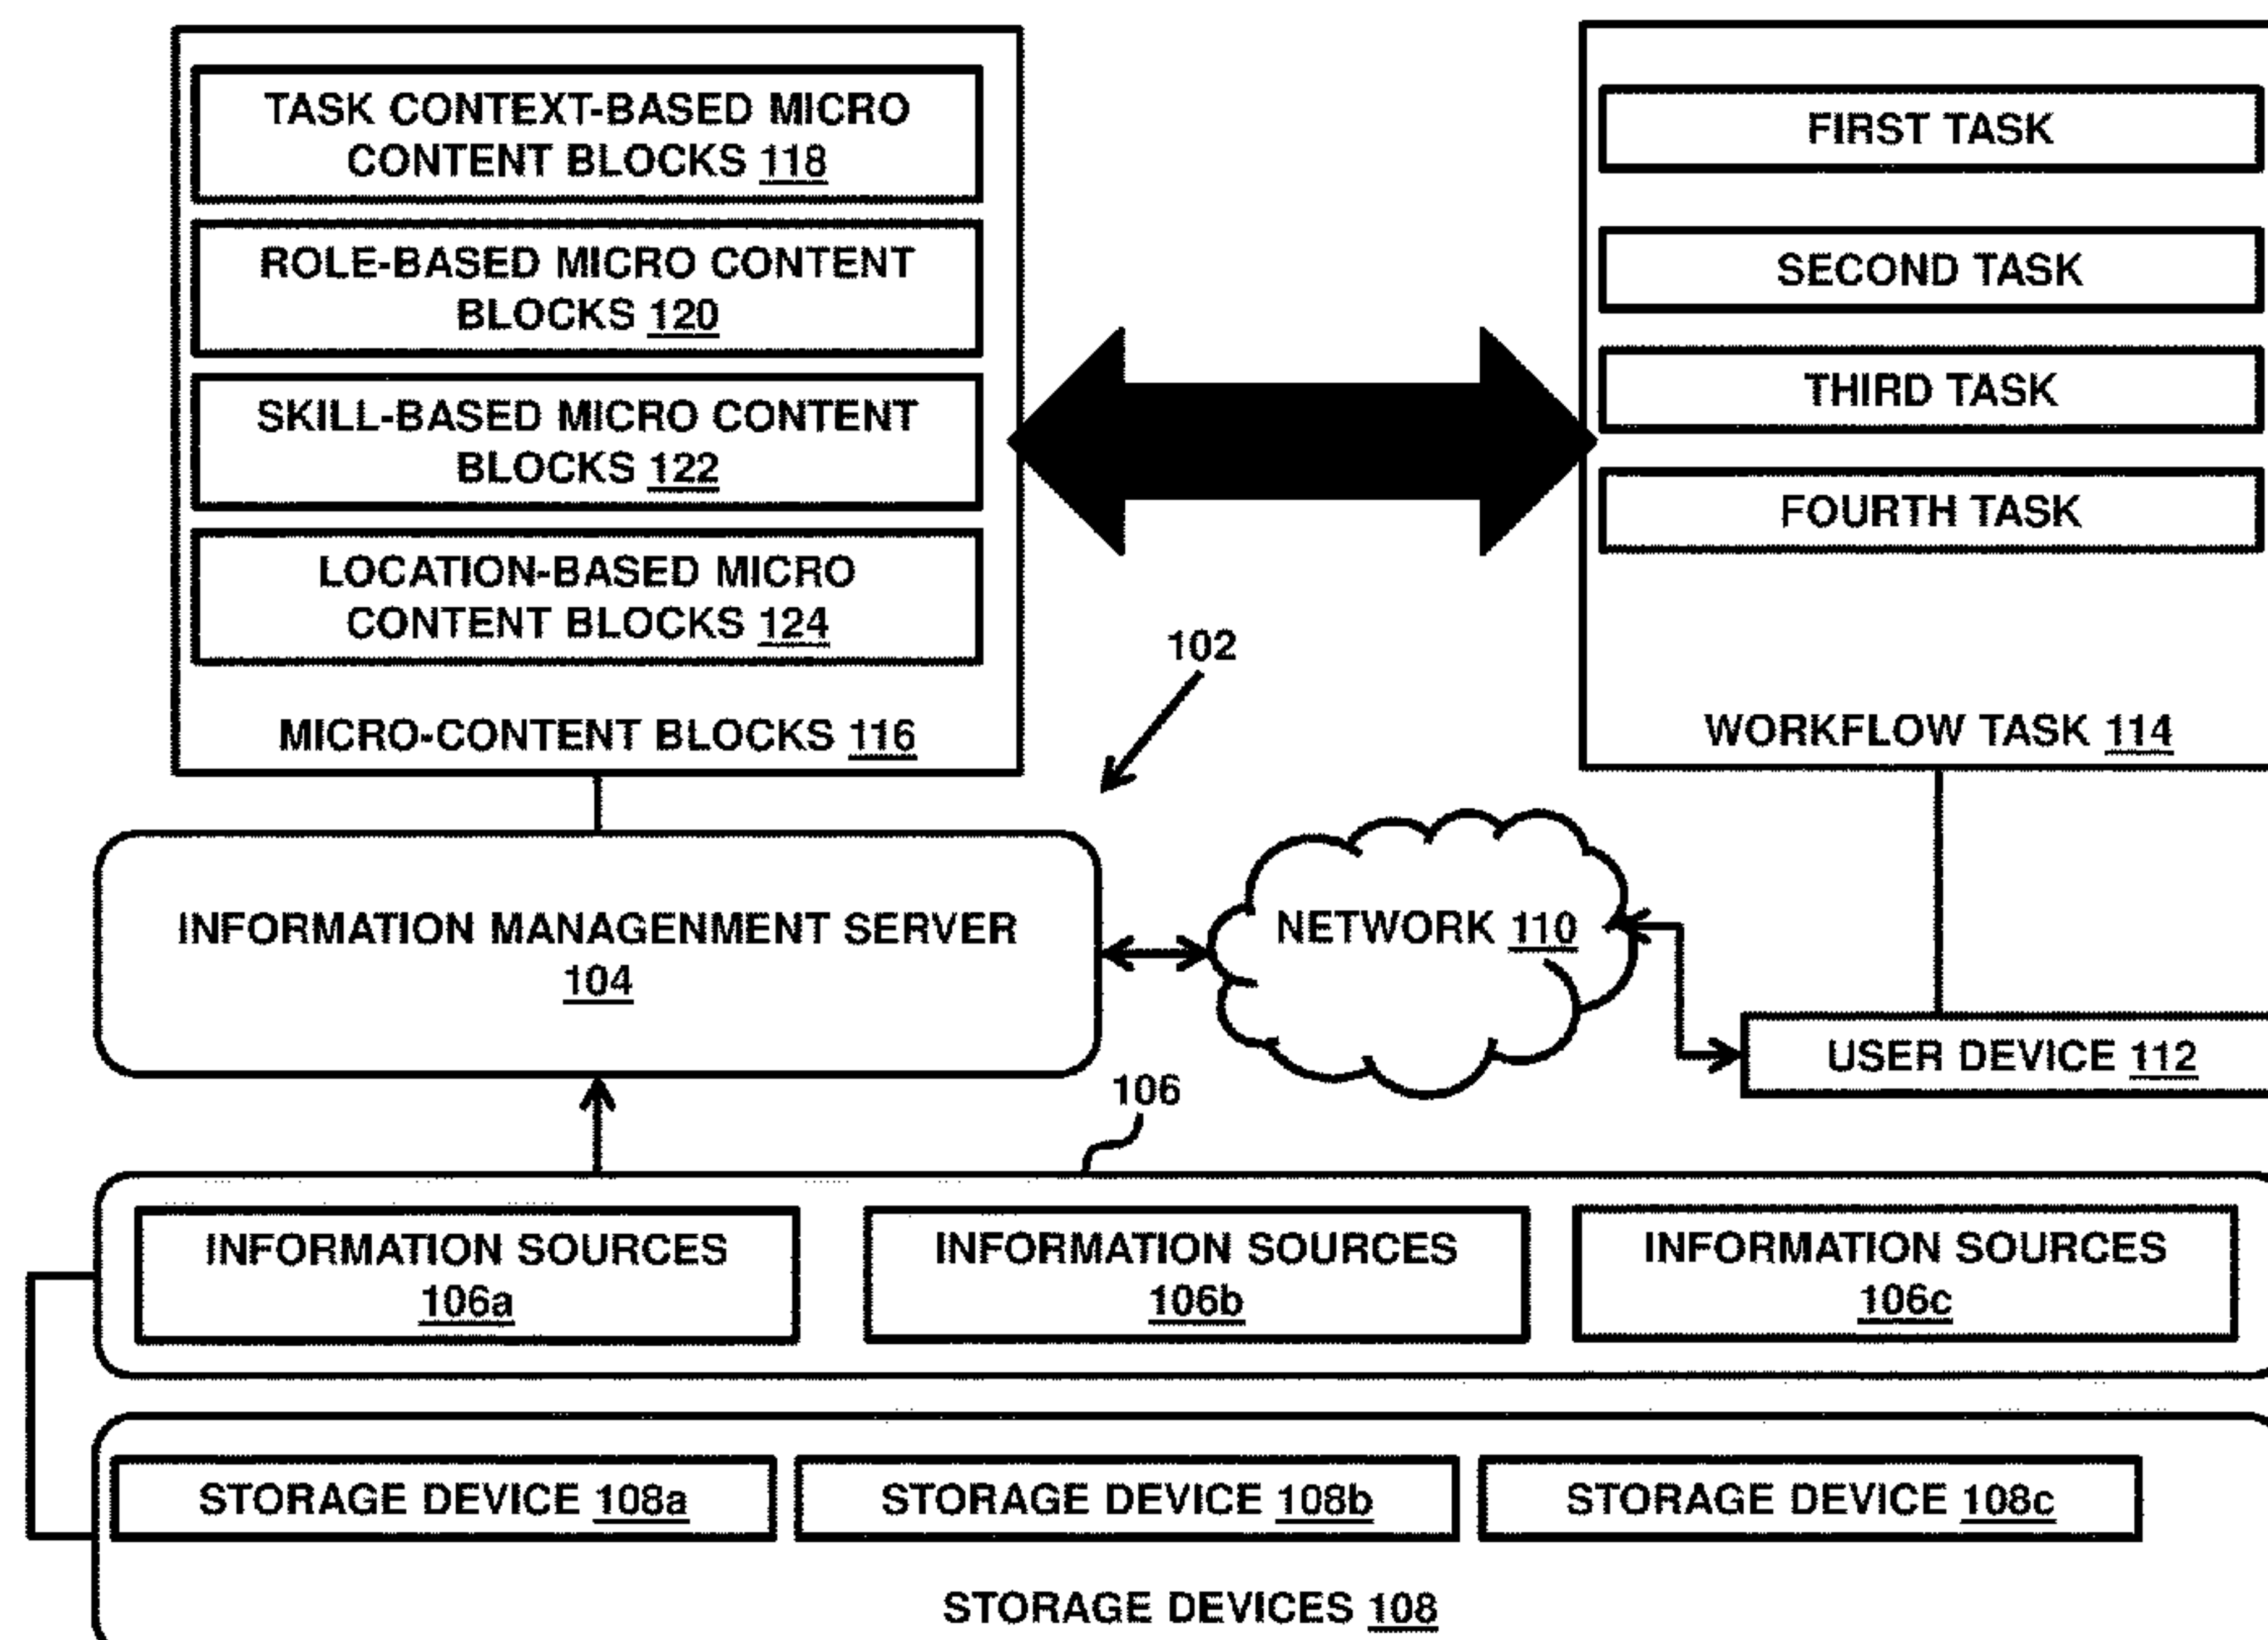 TASK CONTEXT-BASED MICRO
CONTENT BLOCKS 118
ROLE-BASED MICRO CONTENT
BLOCKS 120
SKILL-BASED MICRO CONTENT
BLOCKS 122
LOCATION-BASED MICRO
CONTENT BLOCKS 124
MICRO-CONTENT BLOCKS 116
FIRST TASK
SECOND TASK
THIRD TASK
FOURTH TASK
WORKFLOW TASK 114
102
INFORMATION MANAGENMENT SERVER
104
NETWORK 110
USER DEVICE 112
106
INFORMATION SOURCES
106a
INFORMATION SOURCES
106b
INFORMATION SOURCES
106c
STORAGE DEVICE 108a
STORAGE DEVICE 108b
STORAGE DEVICE 108c
STORAGE DEVICES 108